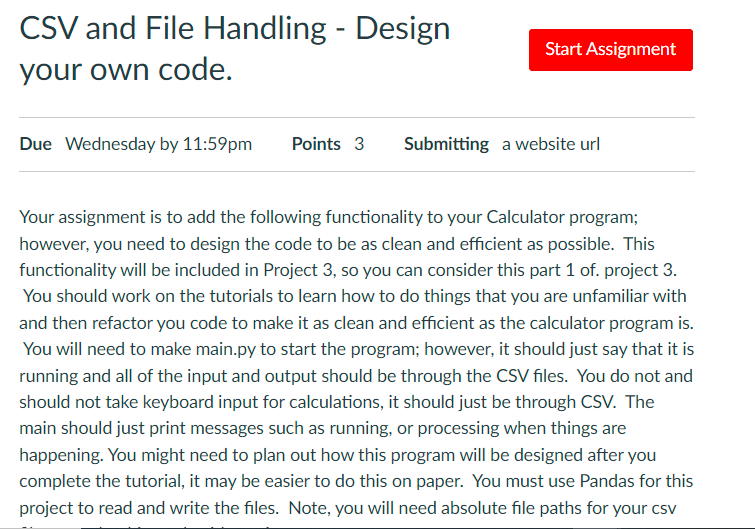 CSV and File Handling - Design
your own code.
Start Assignment
Due Wednesday by 11:59pm Points 3 Submitting a website url
Your assignment is to add the following functionality to your Calculator program;
however, you need to design the code to be as clean and efficient as possible. This
functionality will be included in Project 3, so you can consider this part 1 of. project 3.
You should work on the tutorials to learn how to do things that you are unfamiliar with
and then refactor you code to make it as clean and efficient as the calculator program is.
You will need to make main.py to start the program; however, it should just say that it is
running and all of the input and output should be through the CSV files. You do not and
should not take keyboard input for calculations, it should just be through CSV. The
main should just print messages such as running, or processing when things are
happening. You might need to plan out how this program will be designed after you
complete the tutorial, it may be easier to do this on paper. You must use Pandas for this
project to read and write the files. Note, you will need absolute file paths for your csv